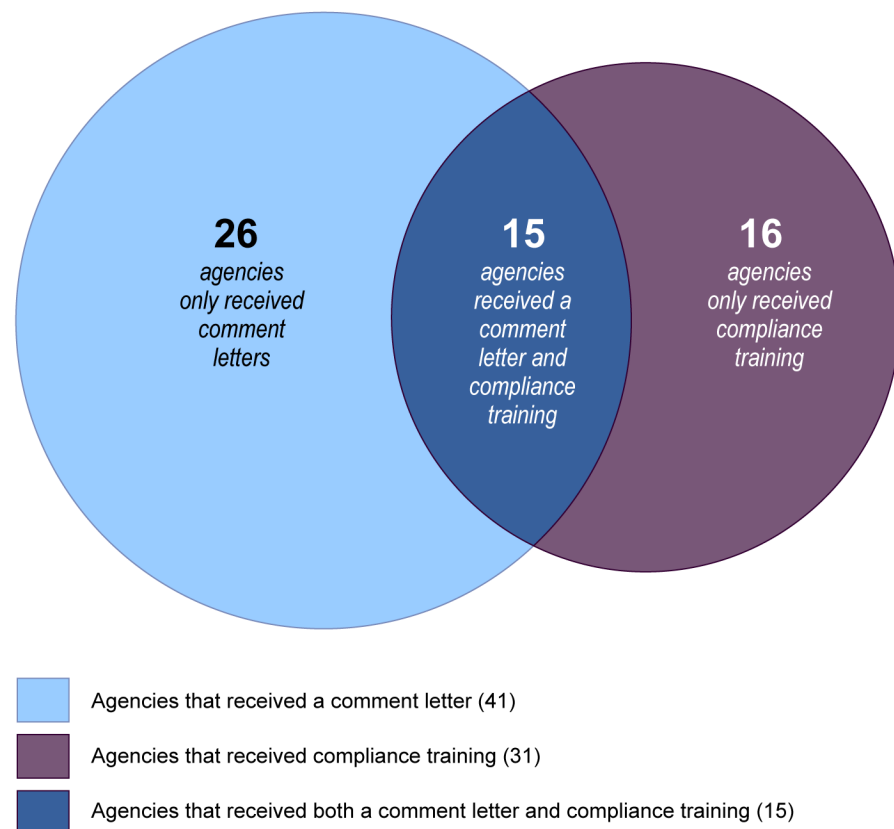 26
agencies
only received
comment
letters
15
agencies
received a
comment
letter and
compliance
training
16
agencies
only received
compliance
training
Agencies that received a comment letter (41)
Agencies that received compliance training (31)
Agencies that received both a comment letter and compliance training (15)